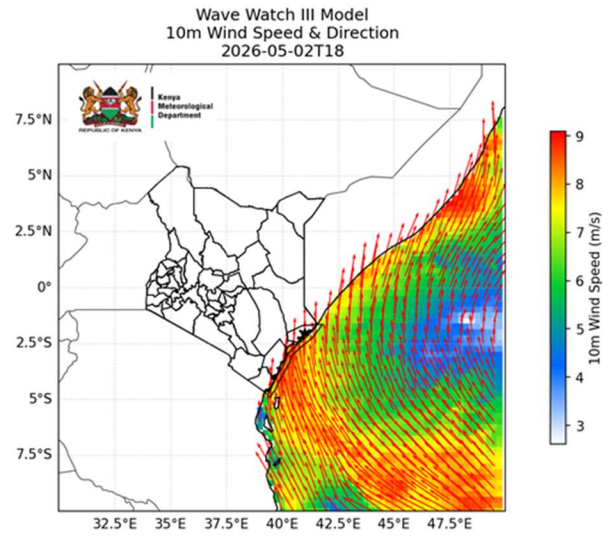 Wave Watch III Model
10m Wind Speed & Direction
2026-05-02T18
Kenya
Meteorological
Department
REPUBLIC OF KENYA
7.5°N
5°N
2.5°N
0°
2.5°S
5°S
7.5°S
32.5°E 35°E 37.5°E 40°E 42.5°E 45°E 47.5°E
9
8
7
6
5
4
3
10m Wind Speed (m/s)